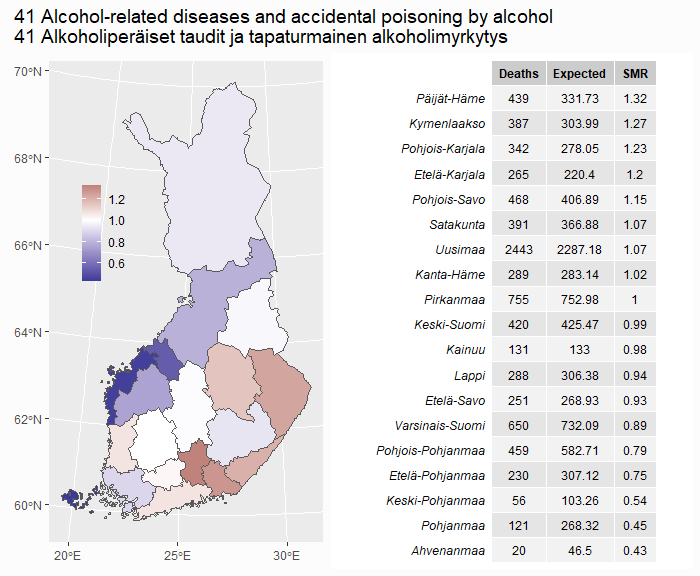 41 Alcohol-related diseases and accidental poisoning by alcohol
41 Alkoholiperäiset taudit ja tapaturmainen alkoholimyrkytys
70°N
68°N
66°N
64°N
62°N
60°N
20°E 25°E 30°E
1.2
1.0
0.8
0.6
Deaths Expected SMR
Päijät-Häme 439 331.73 1.32
Kymenlaakso 387 303.99 1.27
Pohjois-Karjala 342 278.05 1.23
Etelä-Karjala 265 220.4 1.2
Pohjois-Savo 468 406.89 1.15
Satakunta 391 366.88 1.07
Uusimaa 2443 2287.18 1.07
Kanta-Häme 289 283.14 1.02
Pirkanmaa 755 752.98 1
Keski-Suomi 420 425.47 0.99
Kainuu 131 133 0.98
Lappi 288 306.38 0.94
Etelä-Savo 251 268.93 0.93
Varsinais-Suomi 650 732.09 0.89
Pohjois-Pohjanmaa 459 582.71 0.79
Etelä-Pohjanmaa 230 307.12 0.75
Keski-Pohjanmaa 56 103.26 0.54
Pohjanmaa 121 268.32 0.45
Ahvenanmaa 20 46.5 0.43